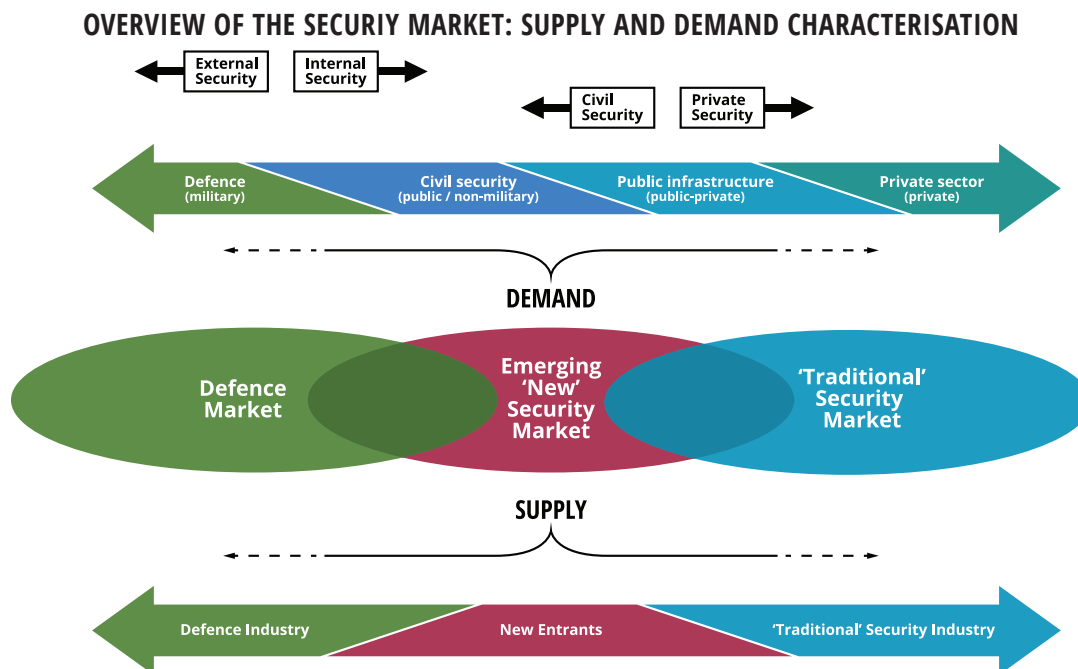 OVERVIEW OF THE SECURIY MARKET: SUPPLY AND DEMAND CHARACTERISATION
External
Security
Internal
Security
Civil
Security
Private
Security
Defence
(military)
Civil security
(public / non-military)
Public infrastructure
(public-private)
Private sector
(private)
DEMAND
Defence
Market
Emerging
‘New’
Security
Market
‘Traditional’
Security
Market
SUPPLY
Defence Industry
New Entrants
‘Traditional’ Security Industry